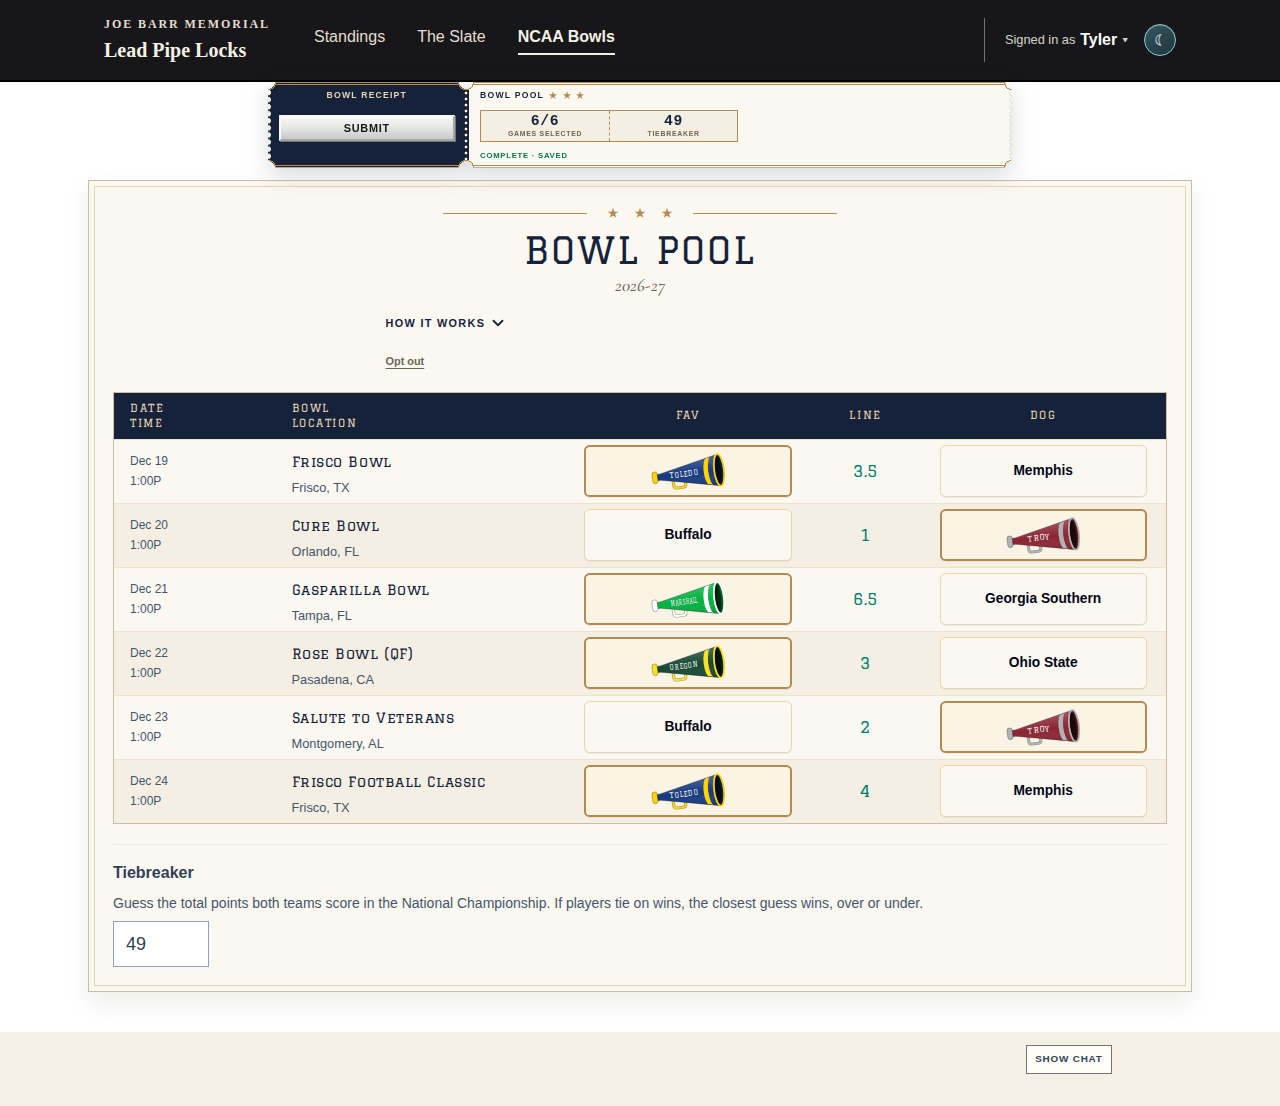 JOE BARR MEMORIAL
Lead Pipe Locks
Standings The Slate NCAA Bowls
Signed in as Tyler
BOWL RECEIPT
SUBMIT
BOWL POOL ★ ★ ★
6/6 49
GAMES SELECTED TIEBREAKER
COMPLETE · SAVED
★ ★ ★
BOWL POOL
2026-27
HOW IT WORKS
Opt out
DATE TIME BOWL LOCATION FAV LINE DOG
Dec 19 Frisco Bowl TOLEDO 3.5 Memphis
1:00P Frisco, TX
Dec 20 Cure Bowl Buffalo 1 TROY
1:00P Orlando, FL
Dec 21 Gasparilla Bowl MARSHALL 6.5 Georgia Southern
1:00P Tampa, FL
Dec 22 Rose Bowl (QF) OREGON 3 Ohio State
1:00P Pasadena, CA
Dec 23 Salute to Veterans Buffalo 2 TROY
1:00P Montgomery, AL
Dec 24 Frisco Football Classic TOLEDO 4 Memphis
1:00P Frisco, TX
Tiebreaker
Guess the total points both teams score in the National Championship. If players tie on wins, the closest guess wins, over or under.
49
SHOW CHAT